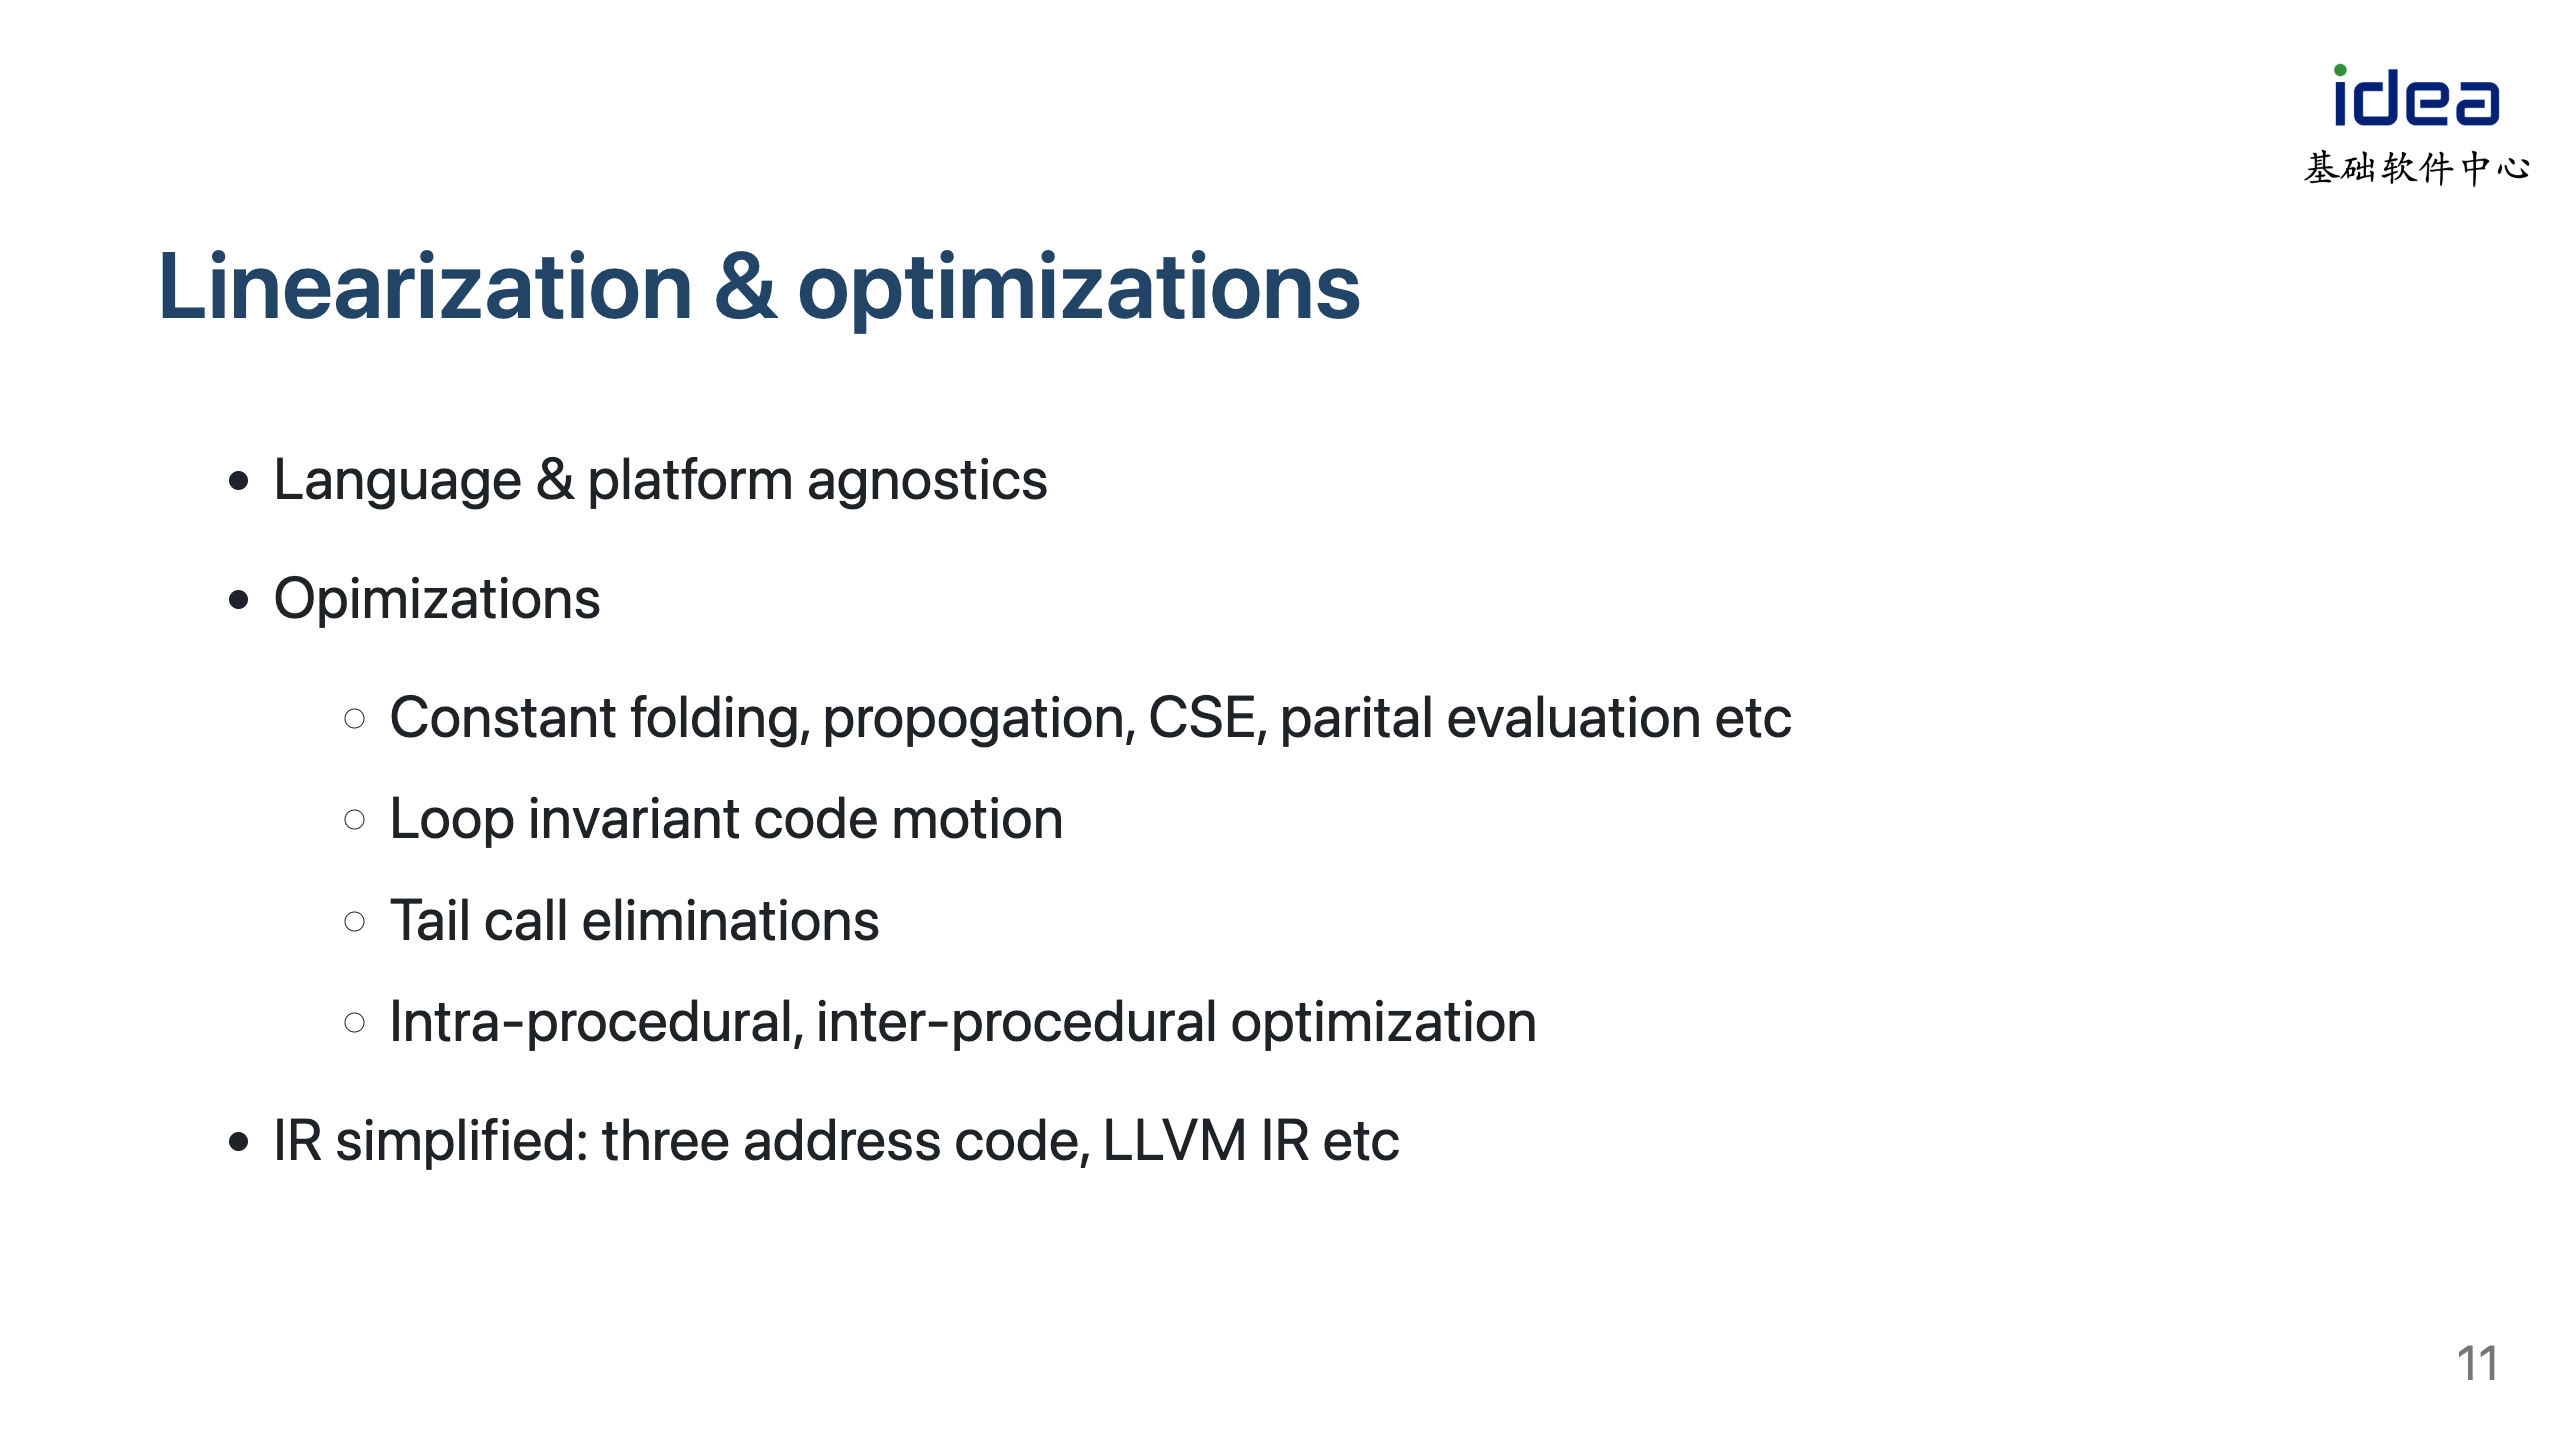 idea
基础软件中心
Linearization & optimizations
Language & platform agnostics
Opimizations
Constant folding, propogation, CSE, parital evaluation etc
Loop invariant code motion
Tail call eliminations
Intra-procedural, inter-procedural optimization
IR simplified: three address code, LLVM IR etc
11